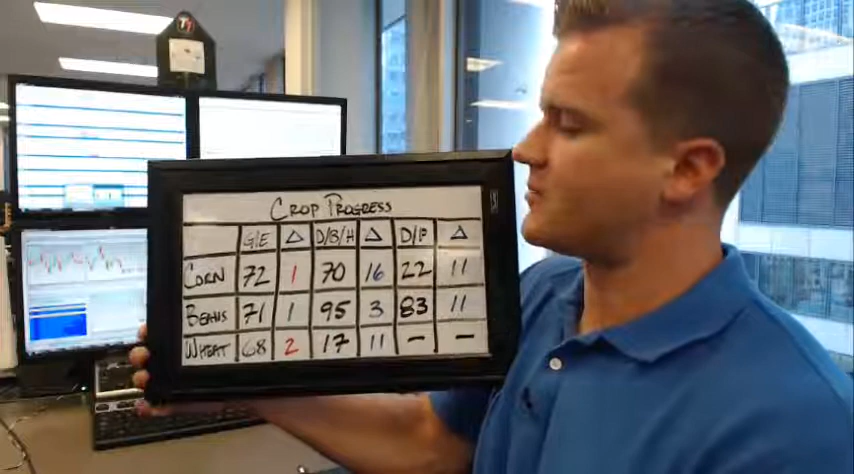 CROP PROGRESS
G/E △ D/B/H △ D/P △
CORN 72 1 70 16 22 11
BEANS 71 1 95 3 83 11
WHEAT 68 2 17 11 — —